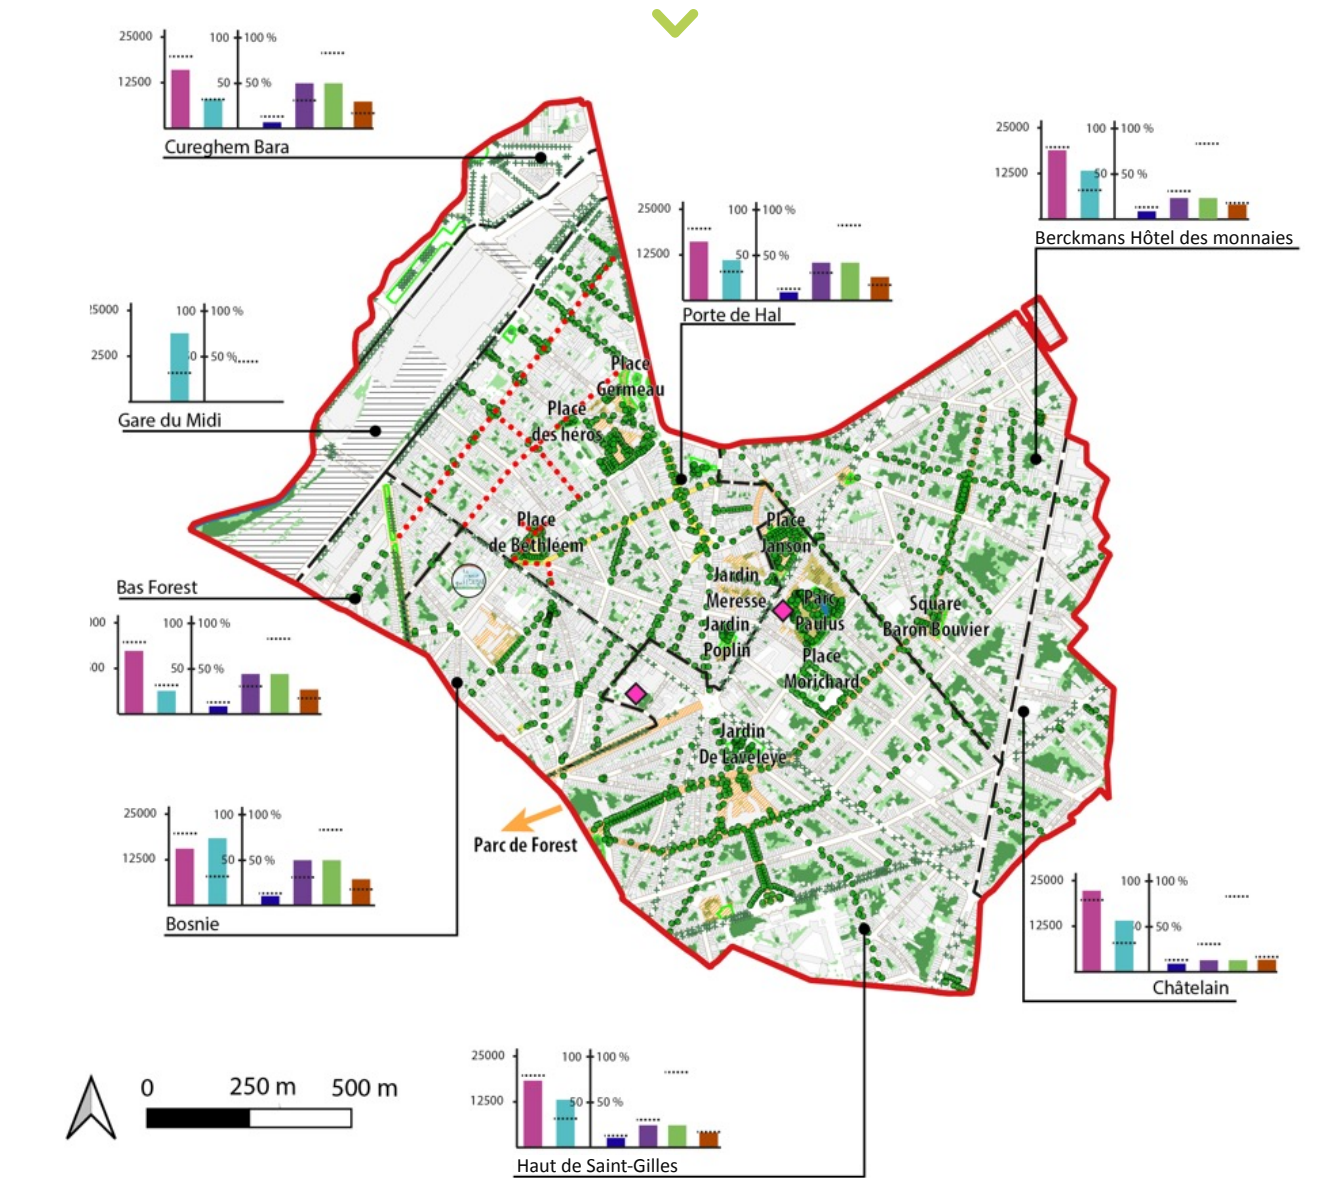 25000
100
100 %
12500
50
50 %
Cureghem Bara
25000
100
100 %
12500
50
50 %
Berckmans Hôtel des monnaies
25000
100
100 %
12500
50
50 %
Porte de Hal
15000
100
100 %
2500
50 %
Gare du Midi
Place
Germeau
Place
des héros
Place
de Bethléem
Place
Janson
Jardin
Meresse
Jardin
Poplin
Parc
Paulus
Square
Baron Bouvier
Place
Morichard
Jardin
De Laveleye
Bas Forest
100
100 %
50
50 %
25000
100
100 %
12500
50
50 %
Bosnie
Parc de Forest
25000
100
100 %
12500
50
50 %
Châtelain
25000
100
100 %
12500
50
50 %
Haut de Saint-Gilles
0
250 m
500 m